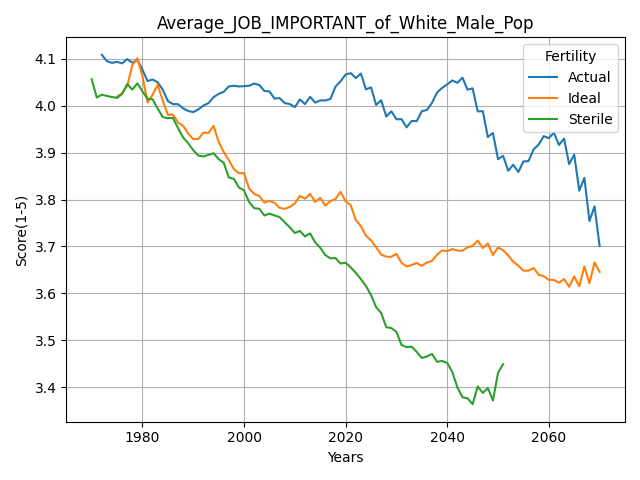 Average_JOB_IMPORTANT_of_White_Male_Pop
Fertility
Actual
Ideal
Sterile
Score(1-5)
4.1
4.0
3.9
3.8
3.7
3.6
3.5
3.4
1980 2000 2020 2040 2060
Years